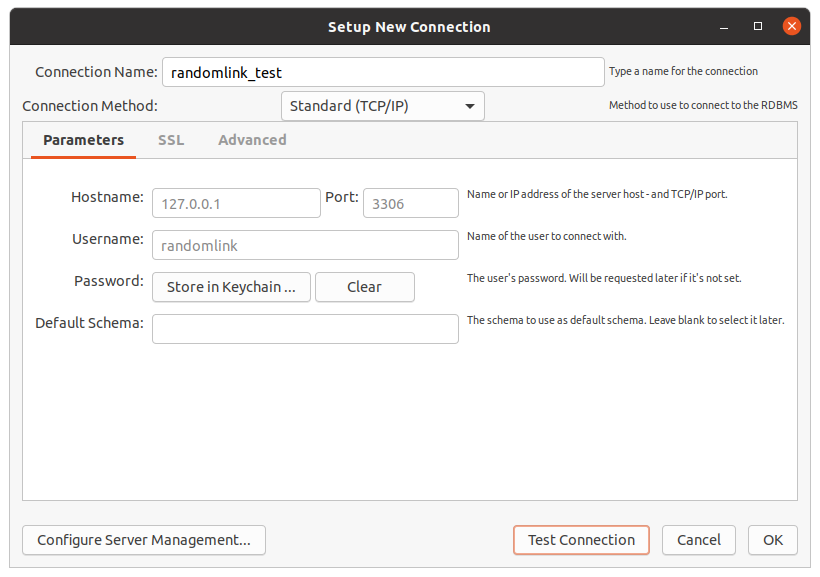 Setup New Connection
Connection Name: randomlink_test Type a name for the connection
Connection Method: Standard (TCP/IP) Method to use to connect to the RDBMS
Parameters SSL Advanced
Hostname: 127.0.0.1 Port: 3306 Name or IP address of the server host - and TCP/IP port.
Username: randomlink Name of the user to connect with.
Password: Store in Keychain ... Clear The user's password. Will be requested later if it's not set.
Default Schema: The schema to use as default schema. Leave blank to select it later.
Configure Server Management... Test Connection Cancel OK